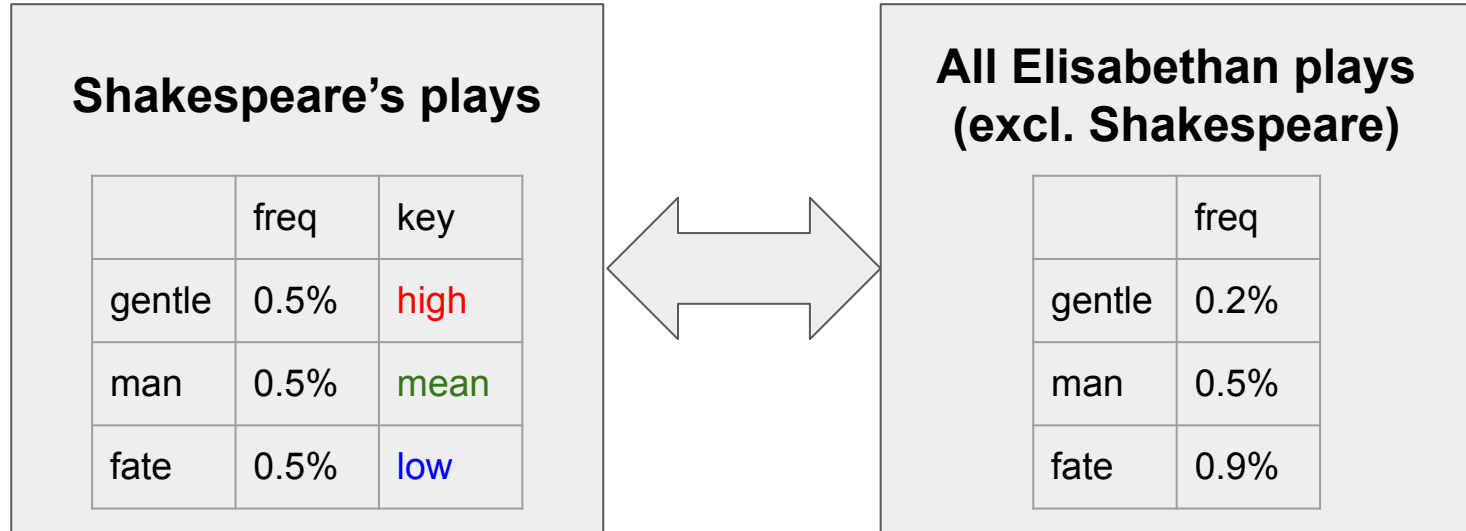 Shakespeare’s plays
freq key
gentle 0.5% high
man 0.5% mean
fate 0.5% low
All Elisabethan plays
(excl. Shakespeare)
freq
gentle 0.2%
man 0.5%
fate 0.9%